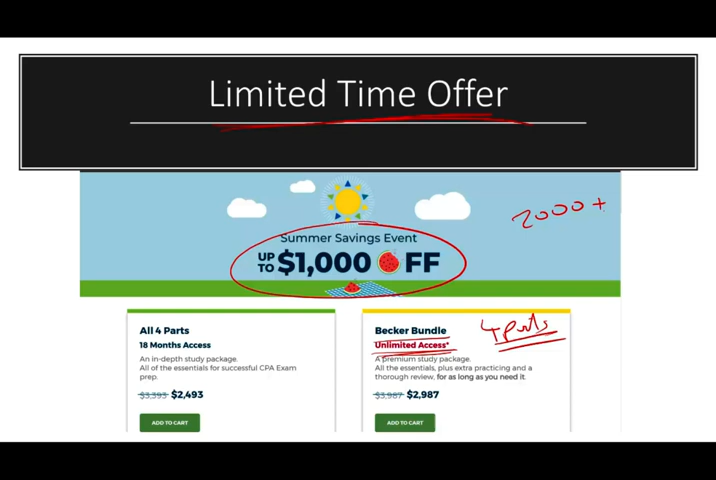 Limited Time Offer
2000+
Summer Savings Event
UP TO $1,000 OFF
All 4 Parts
18 Months Access
An in-depth study package.
All of the essentials for successful CPA Exam
prep.
$3,393 $2,493
ADD TO CART
Becker Bundle
4 parts
Unlimited Access*
A premium study package.
All the essentials, plus extra practicing and a
thorough review, for as long as you need it.
$3,987 $2,987
ADD TO CART